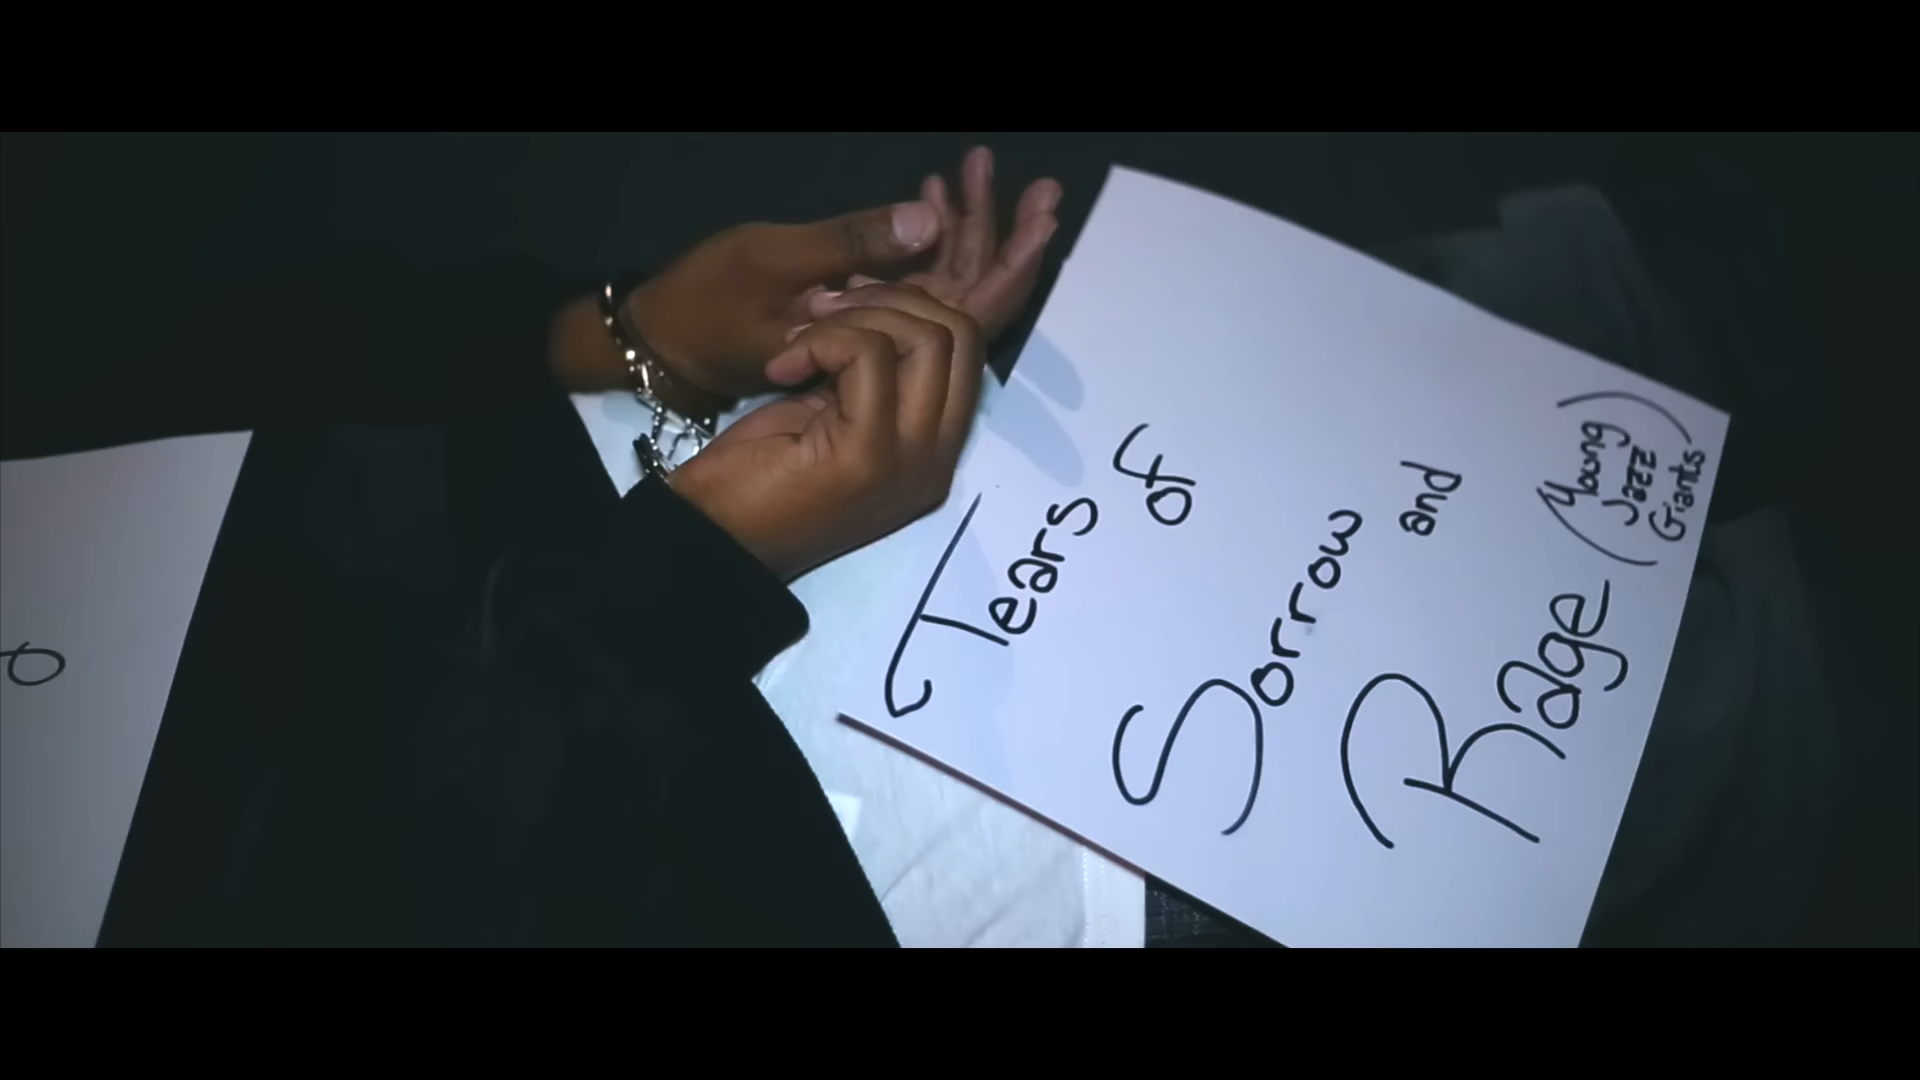 Tears of
Sorrow and
Rage (Young
Jazz
Giants)